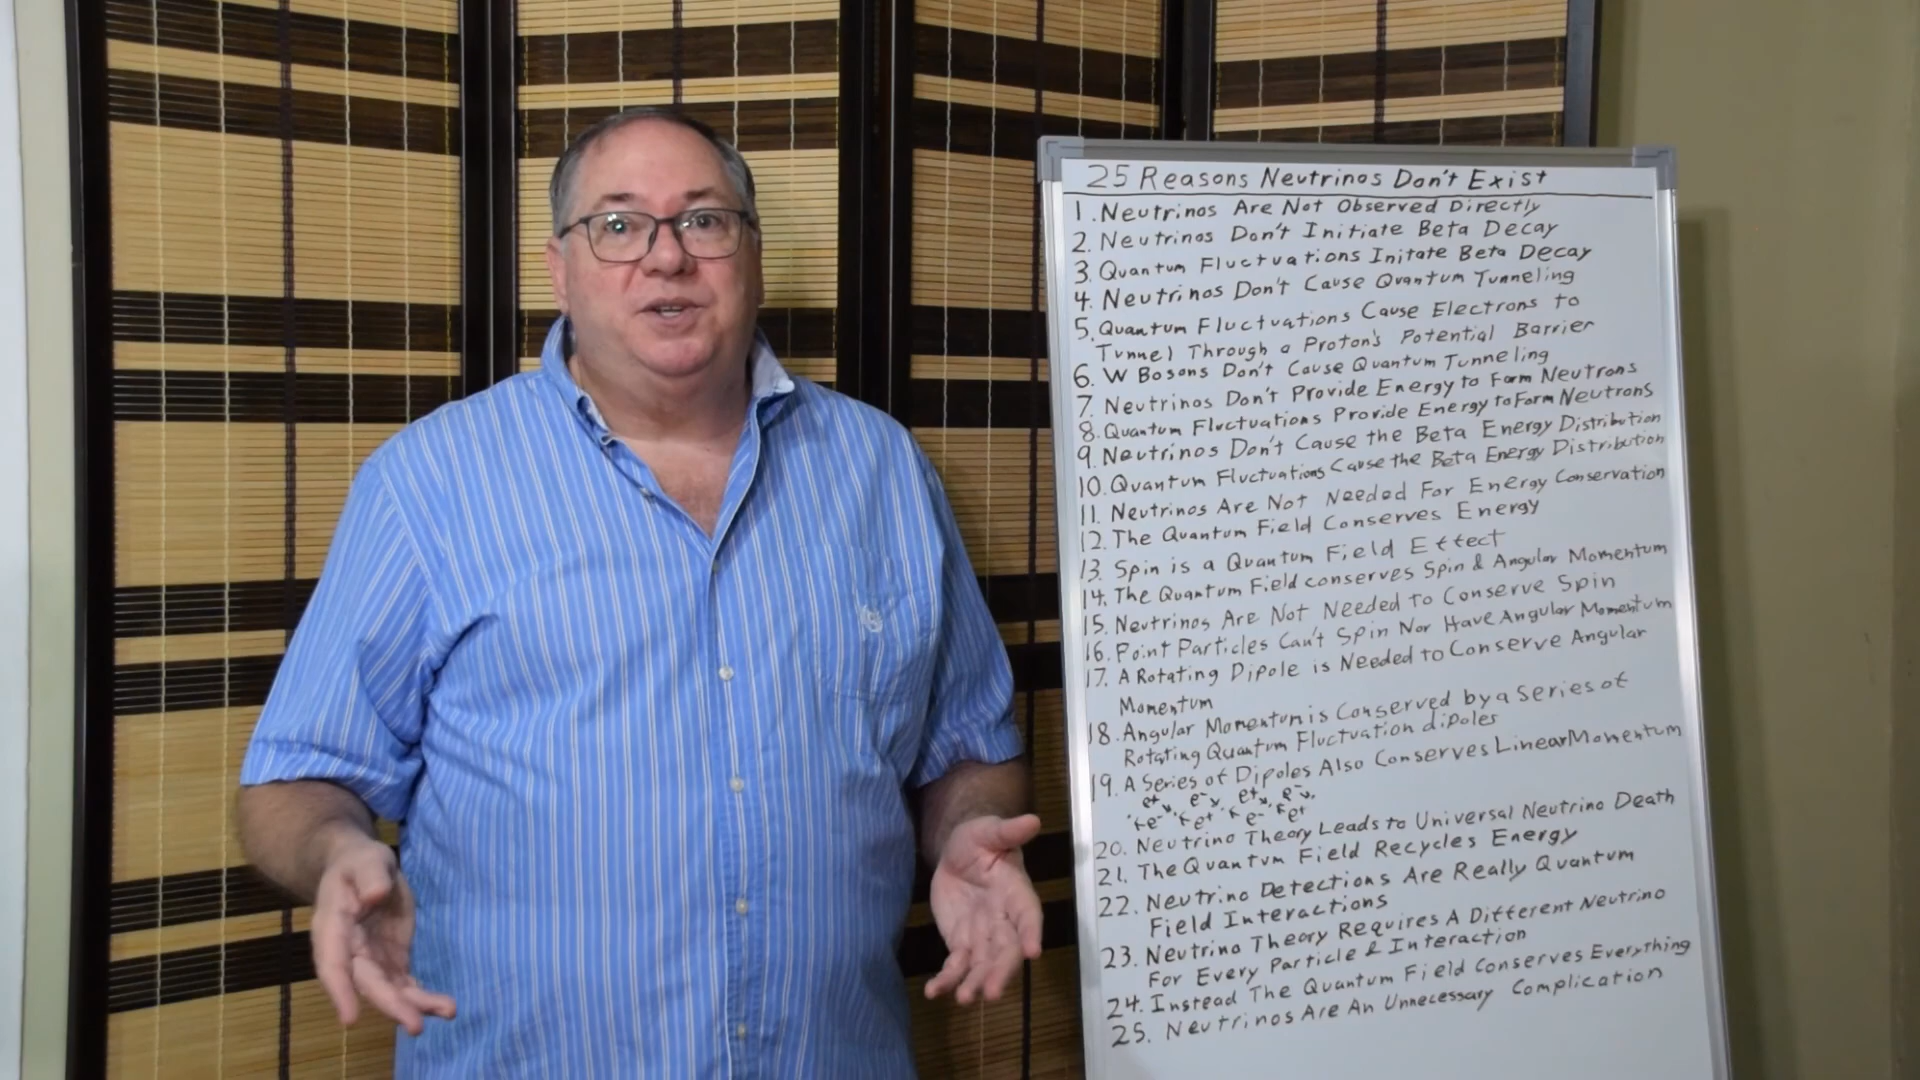 25 Reasons Neutrinos Don't Exist
1. Neutrinos Are Not Observed Directly
2. Neutrinos Don't Initiate Beta Decay
3. Quantum Fluctuations Initate Beta Decay
4. Neutrinos Don't Cause Quantum Tunneling
5. Quantum Fluctuations Cause Electrons to
Tunnel Through a Proton's Potential Barrier
6. W Bosons Don't Cause Quantum Tunneling
7. Neutrinos Don't Provide Energy to Form Neutrons
8. Quantum Fluctuations Provide Energy to Form Neutrons
9. Neutrinos Don't Cause the Beta Energy Distribution
10. Quantum Fluctuations Cause the Beta Energy Distribution
11. Neutrinos Are Not Needed For Energy Conservation
12. The Quantum Field Conserves Energy
13. Spin is a Quantum Field Effect
14. The Quantum Field conserves Spin & Angular Momentum
15. Neutrinos Are Not Needed to Conserve Spin
16. Point Particles Can't Spin Nor Have Angular Momentum
17. A Rotating Dipole is Needed to Conserve Angular
Momentum
18. Angular Momentum is Conserved by a Series of
Rotating Quantum Fluctuation dipoles
19. A Series of Dipoles Also Conserves Linear Momentum
e+ e- e+ e-
e- e+ e- e+
20. Neutrino Theory Leads to Universal Neutrino Death
21. The Quantum Field Recycles Energy
22. Neutrino Detections Are Really Quantum
Field Interactions
23. Neutrino Theory Requires A Different Neutrino
For Every Particle & Interaction
24. Instead The Quantum Field Conserves Everything
25. Neutrinos Are An Unnecessary Complication